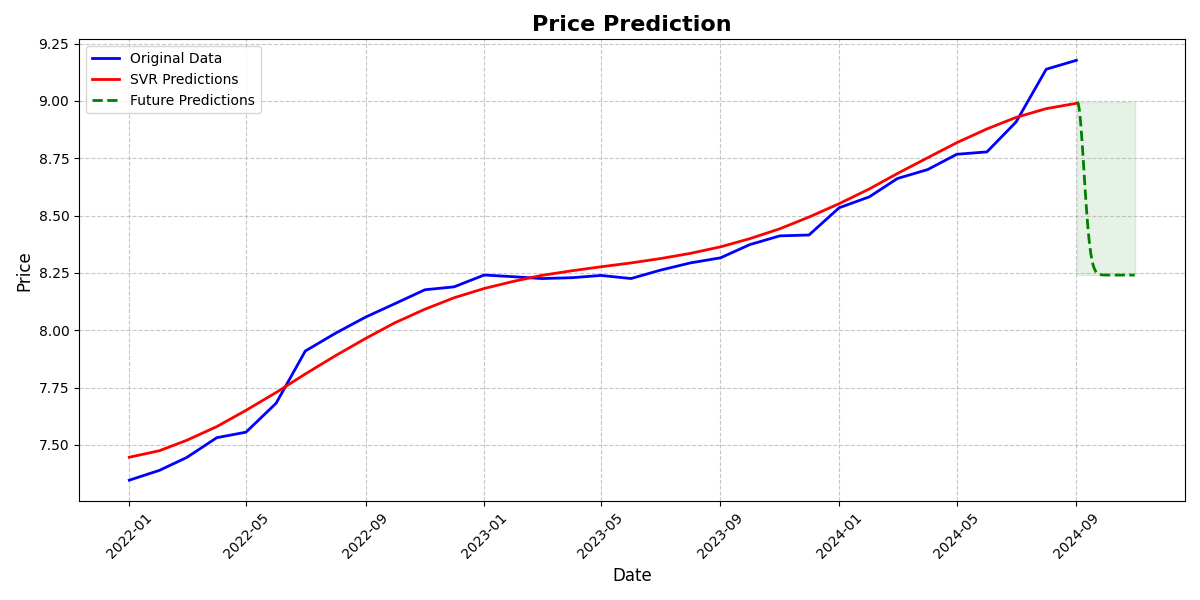 Price Prediction
Original Data
SVR Predictions
Future Predictions
Price
9.25
9.00
8.75
8.50
8.25
8.00
7.75
7.50
2022-01
2022-05
2022-09
2023-01
2023-05
2023-09
2024-01
2024-05
2024-09
Date